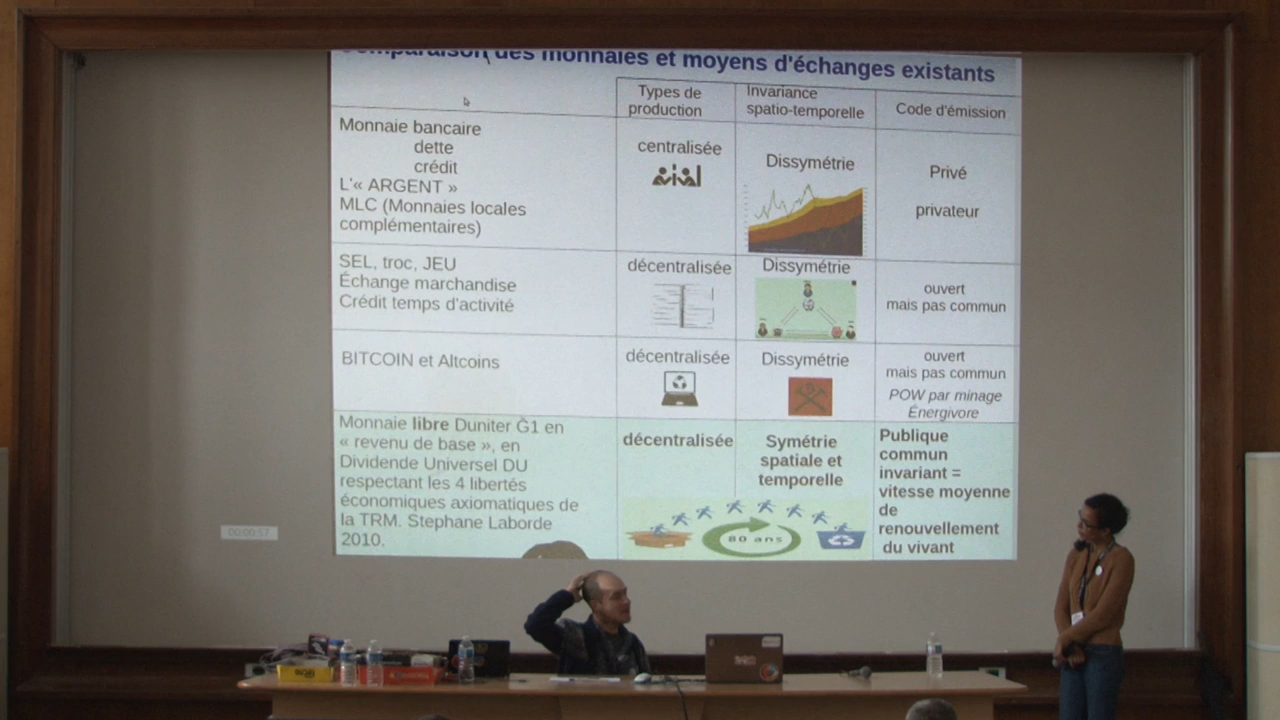 Comparaison des monnaies et moyens d'échanges existants
Types de
production
Invariance
spatio-temporelle
Code d'émission
Monnaie bancaire
dette
crédit
L'« ARGENT »
MLC (Monnaies locales
complémentaires)
centralisée
Dissymétrie
Privé
privateur
SEL, troc, JEU
Échange marchandise
Crédit temps d'activité
décentralisée
Dissymétrie
ouvert
mais pas commun
BITCOIN et Altcoins
décentralisée
Dissymétrie
ouvert
mais pas commun
POW par minage
Énergivore
Monnaie libre Duniter Ğ1 en
« revenu de base », en
Dividende Universel DU
respectant les 4 libertés
économiques axiomatiques de
la TRM. Stephane Laborde
2010.
décentralisée
Symétrie
spatiale et
temporelle
80 ans
Publique
commun
invariant =
vitesse moyenne
de
renouvellement
du vivant
00:00:57